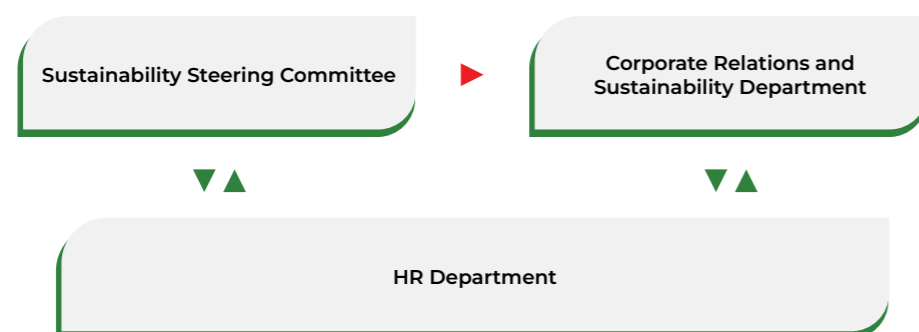 Sustainability Steering Committee
Corporate Relations and
Sustainability Department
HR Department